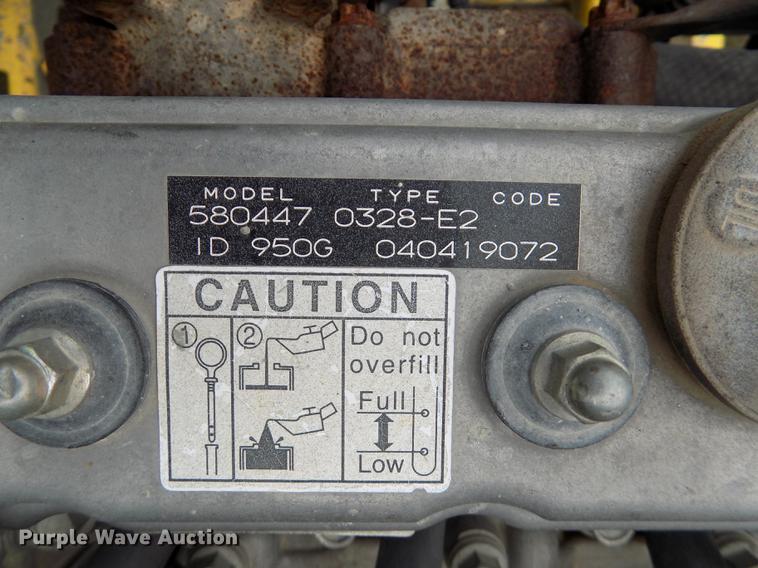 MODEL TYPE CODE
580447 0328-E2
ID 950G 040419072
CAUTION
1 2 Do not
overfill
Full
Low
Purple Wave Auction